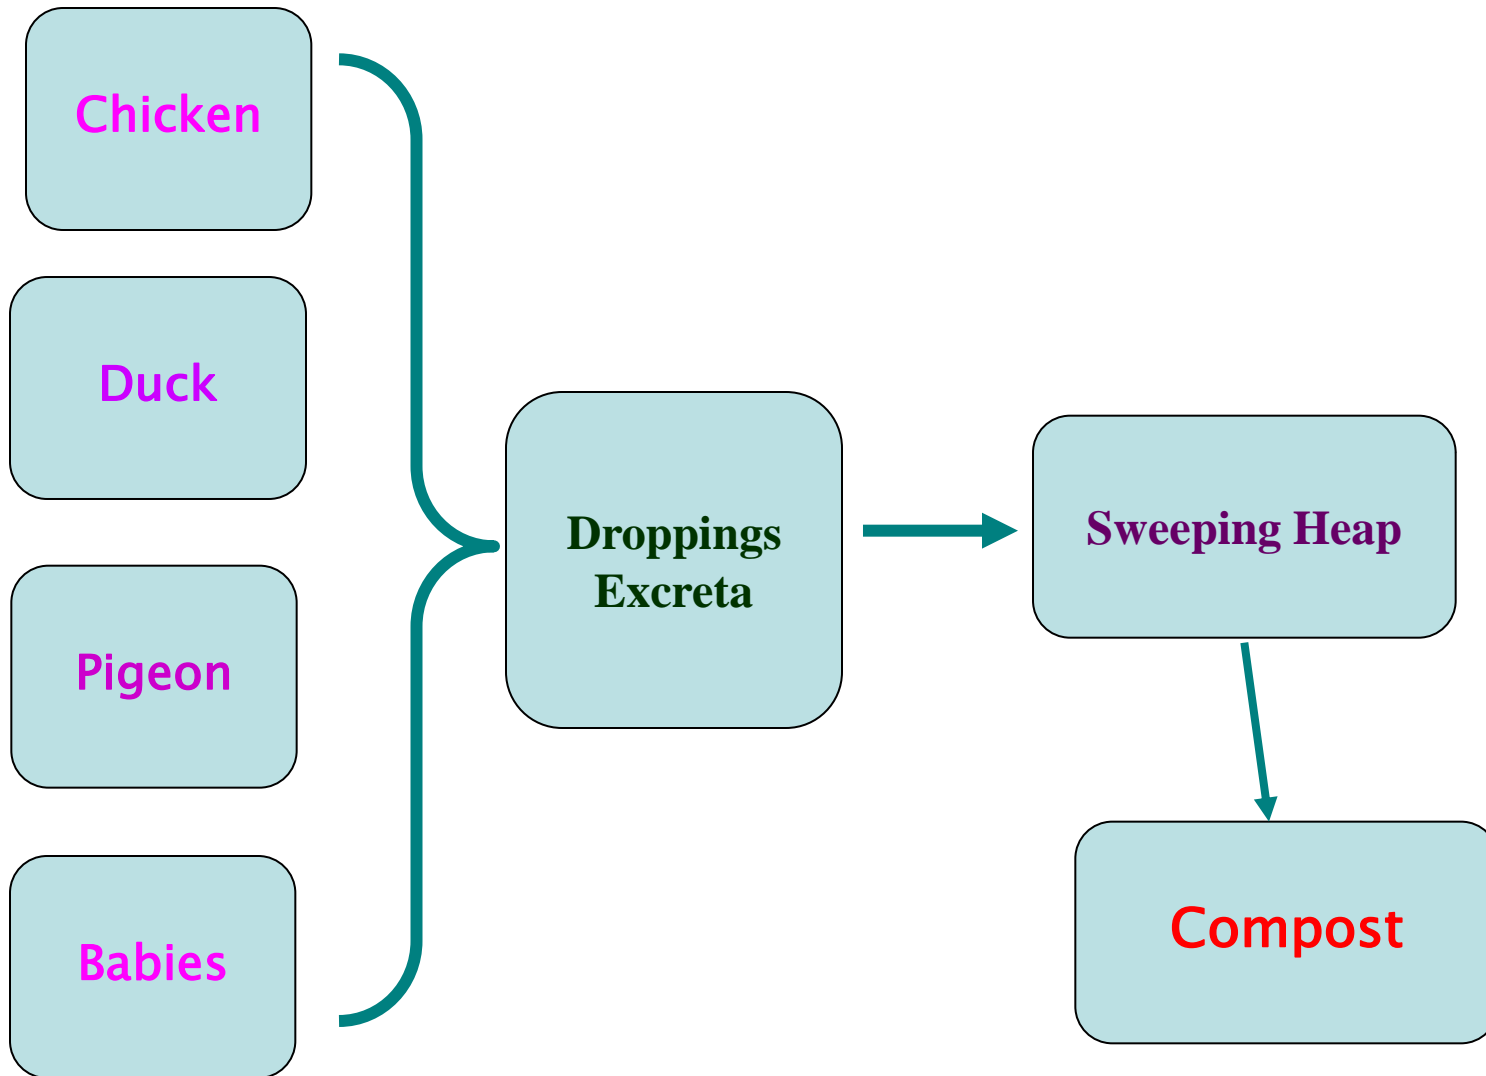 Chicken
Duck
Pigeon
Babies
Droppings
Excreta
Sweeping Heap
Compost